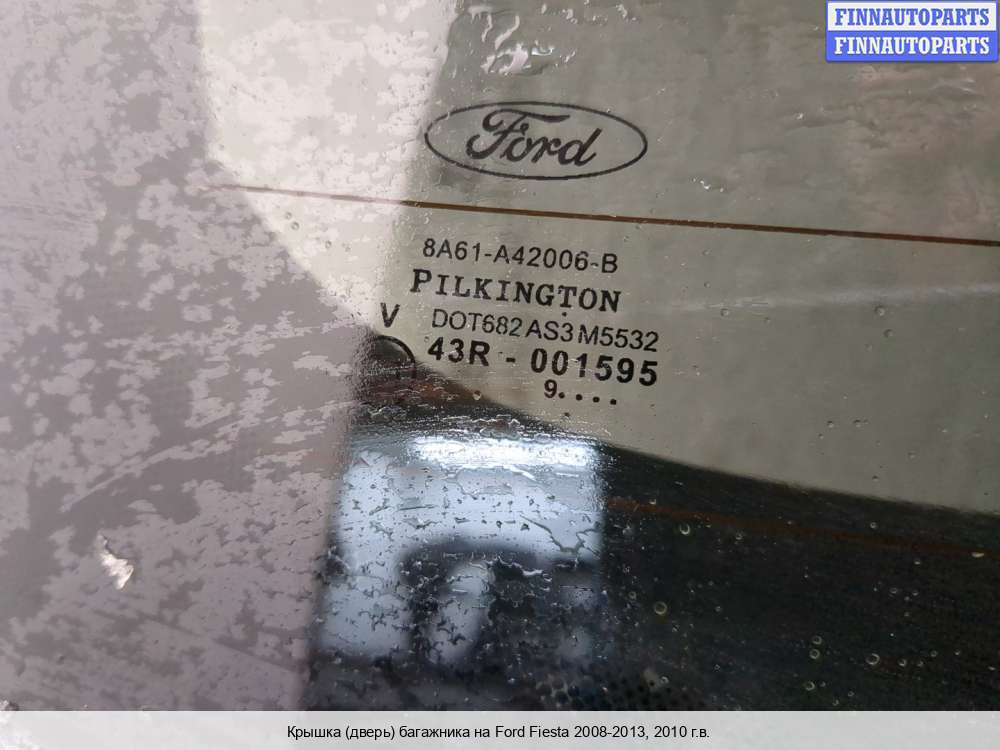 FINNAUTOPARTS
FINNAUTOPARTS
Ford
8A61-A42006-B
PILKINGTON
V
DOT682 AS3 M5532
43R - 001595
9....
Крышка (дверь) багажника на Ford Fiesta 2008-2013, 2010 г.в.